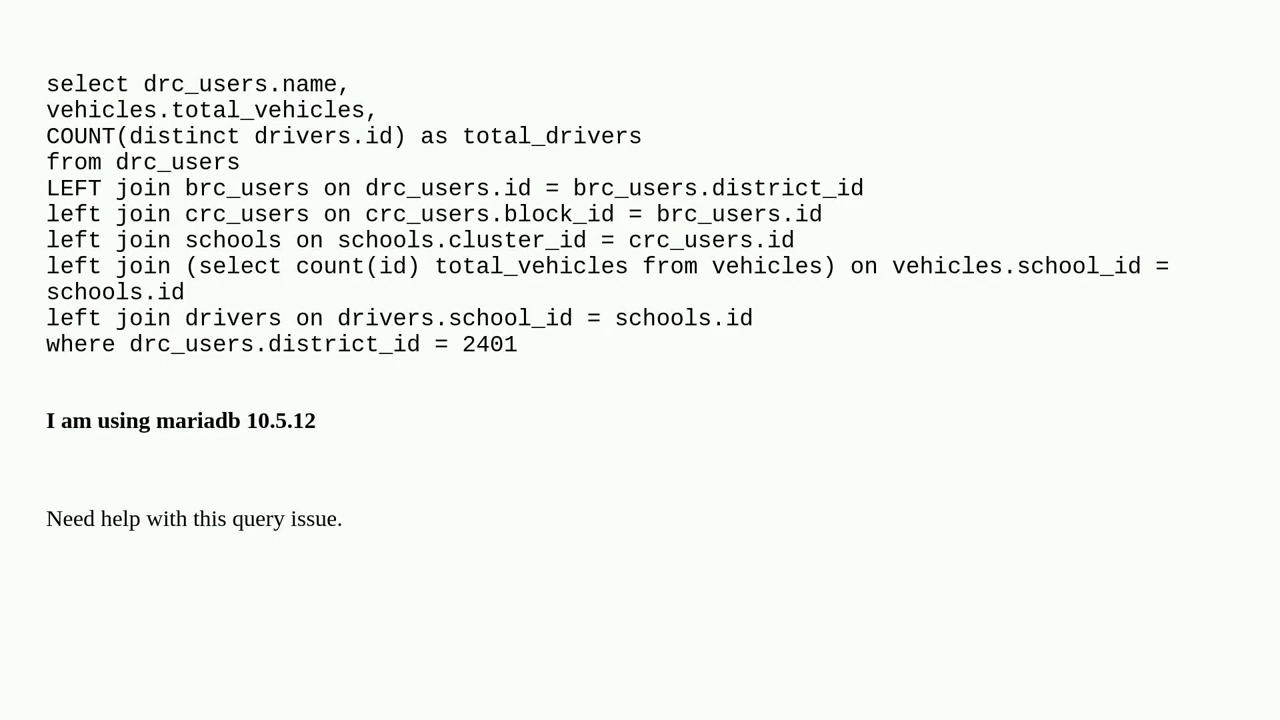 select drc_users.name,
vehicles.total_vehicles,
COUNT(distinct drivers.id) as total_drivers
from drc_users
LEFT join brc_users on drc_users.id = brc_users.district_id
left join crc_users on crc_users.block_id = brc_users.id
left join schools on schools.cluster_id = crc_users.id
left join (select count(id) total_vehicles from vehicles) on vehicles.school_id =
schools.id
left join drivers on drivers.school_id = schools.id
where drc_users.district_id = 2401
I am using mariadb 10.5.12
Need help with this query issue.